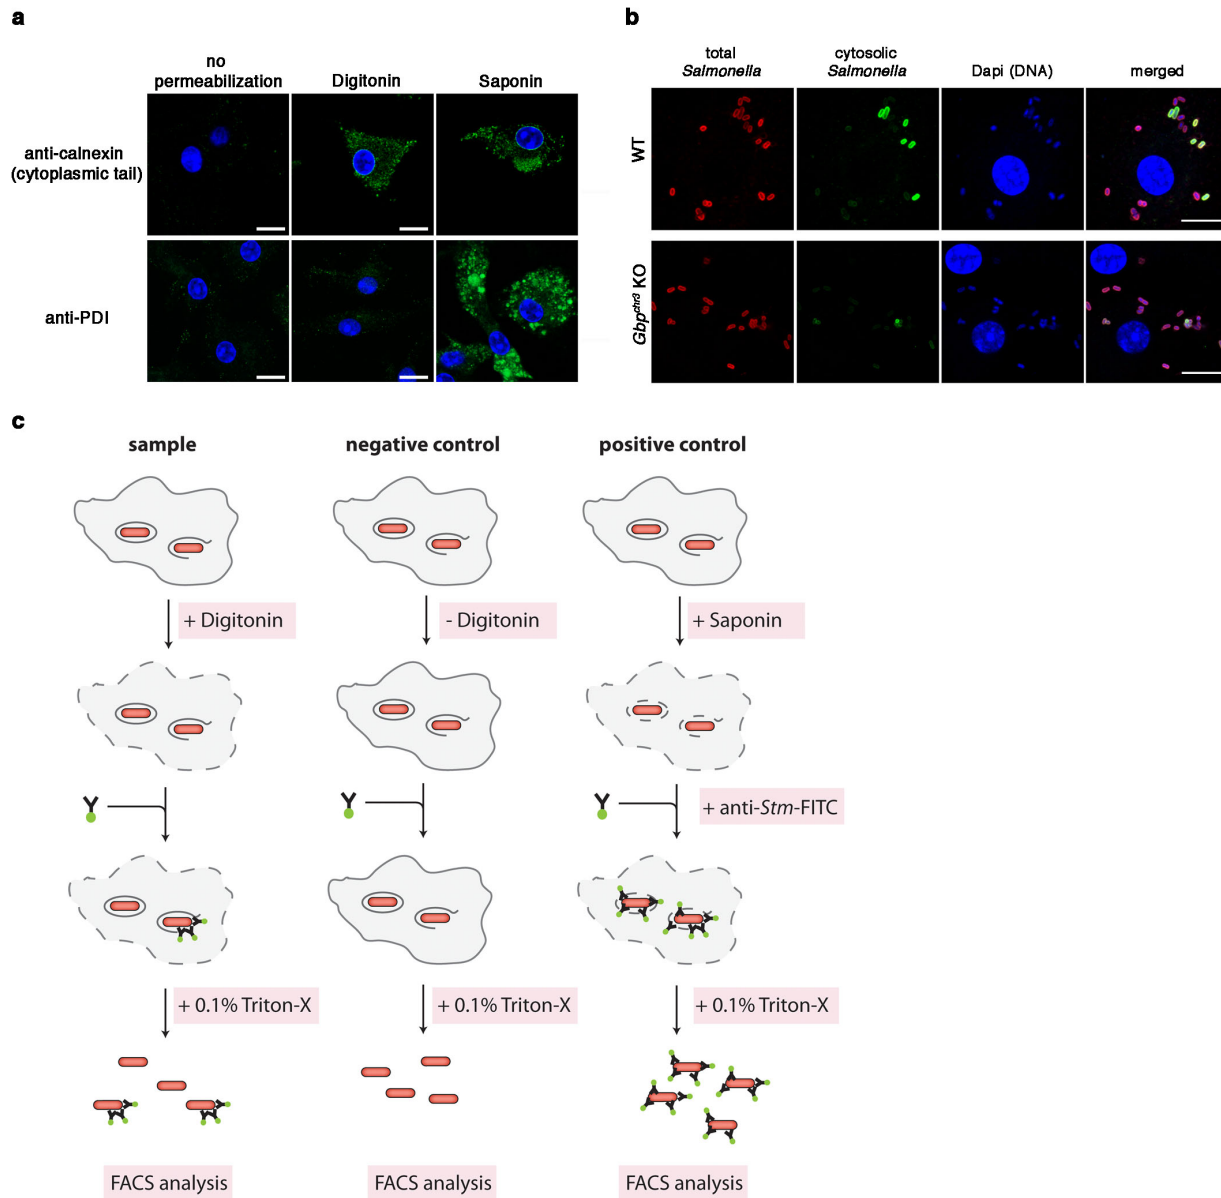 a
no
permeabilization
Digitonin
Saponin
anti-calnexin
(cytoplasmic tail)
anti-PDI
b
total
Salmonella
cytosolic
Salmonella
Dapi (DNA)
merged
WT
Gbpchr3 KO
c
sample
negative control
positive control
+ Digitonin
- Digitonin
+ Saponin
+ anti-Stm-FITC
+ 0.1% Triton-X
+ 0.1% Triton-X
+ 0.1% Triton-X
FACS analysis
FACS analysis
FACS analysis